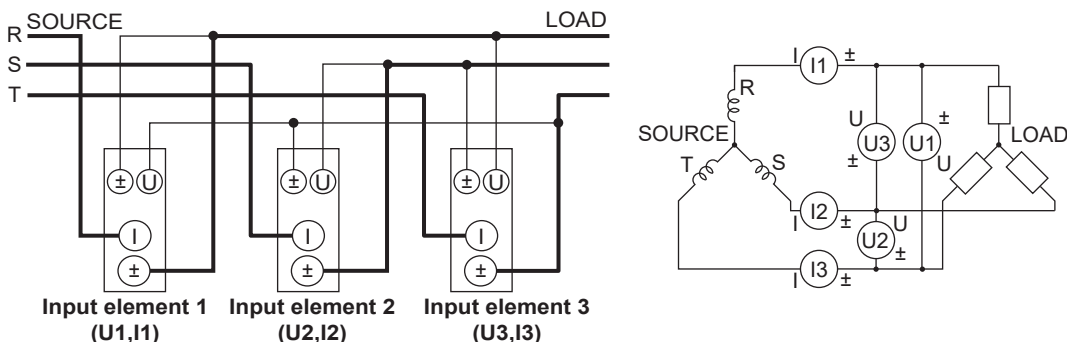 SOURCE
LOAD
R
S
T
± U
± U
± U
I
I
I
±
±
±
Input element 1
(U1,I1)
Input element 2
(U2,I2)
Input element 3
(U3,I3)
I I1 ±
R
U ±
SOURCE
U3 U1
LOAD
T S
± U
I I2 ±
U
U2
±
I I3 ±